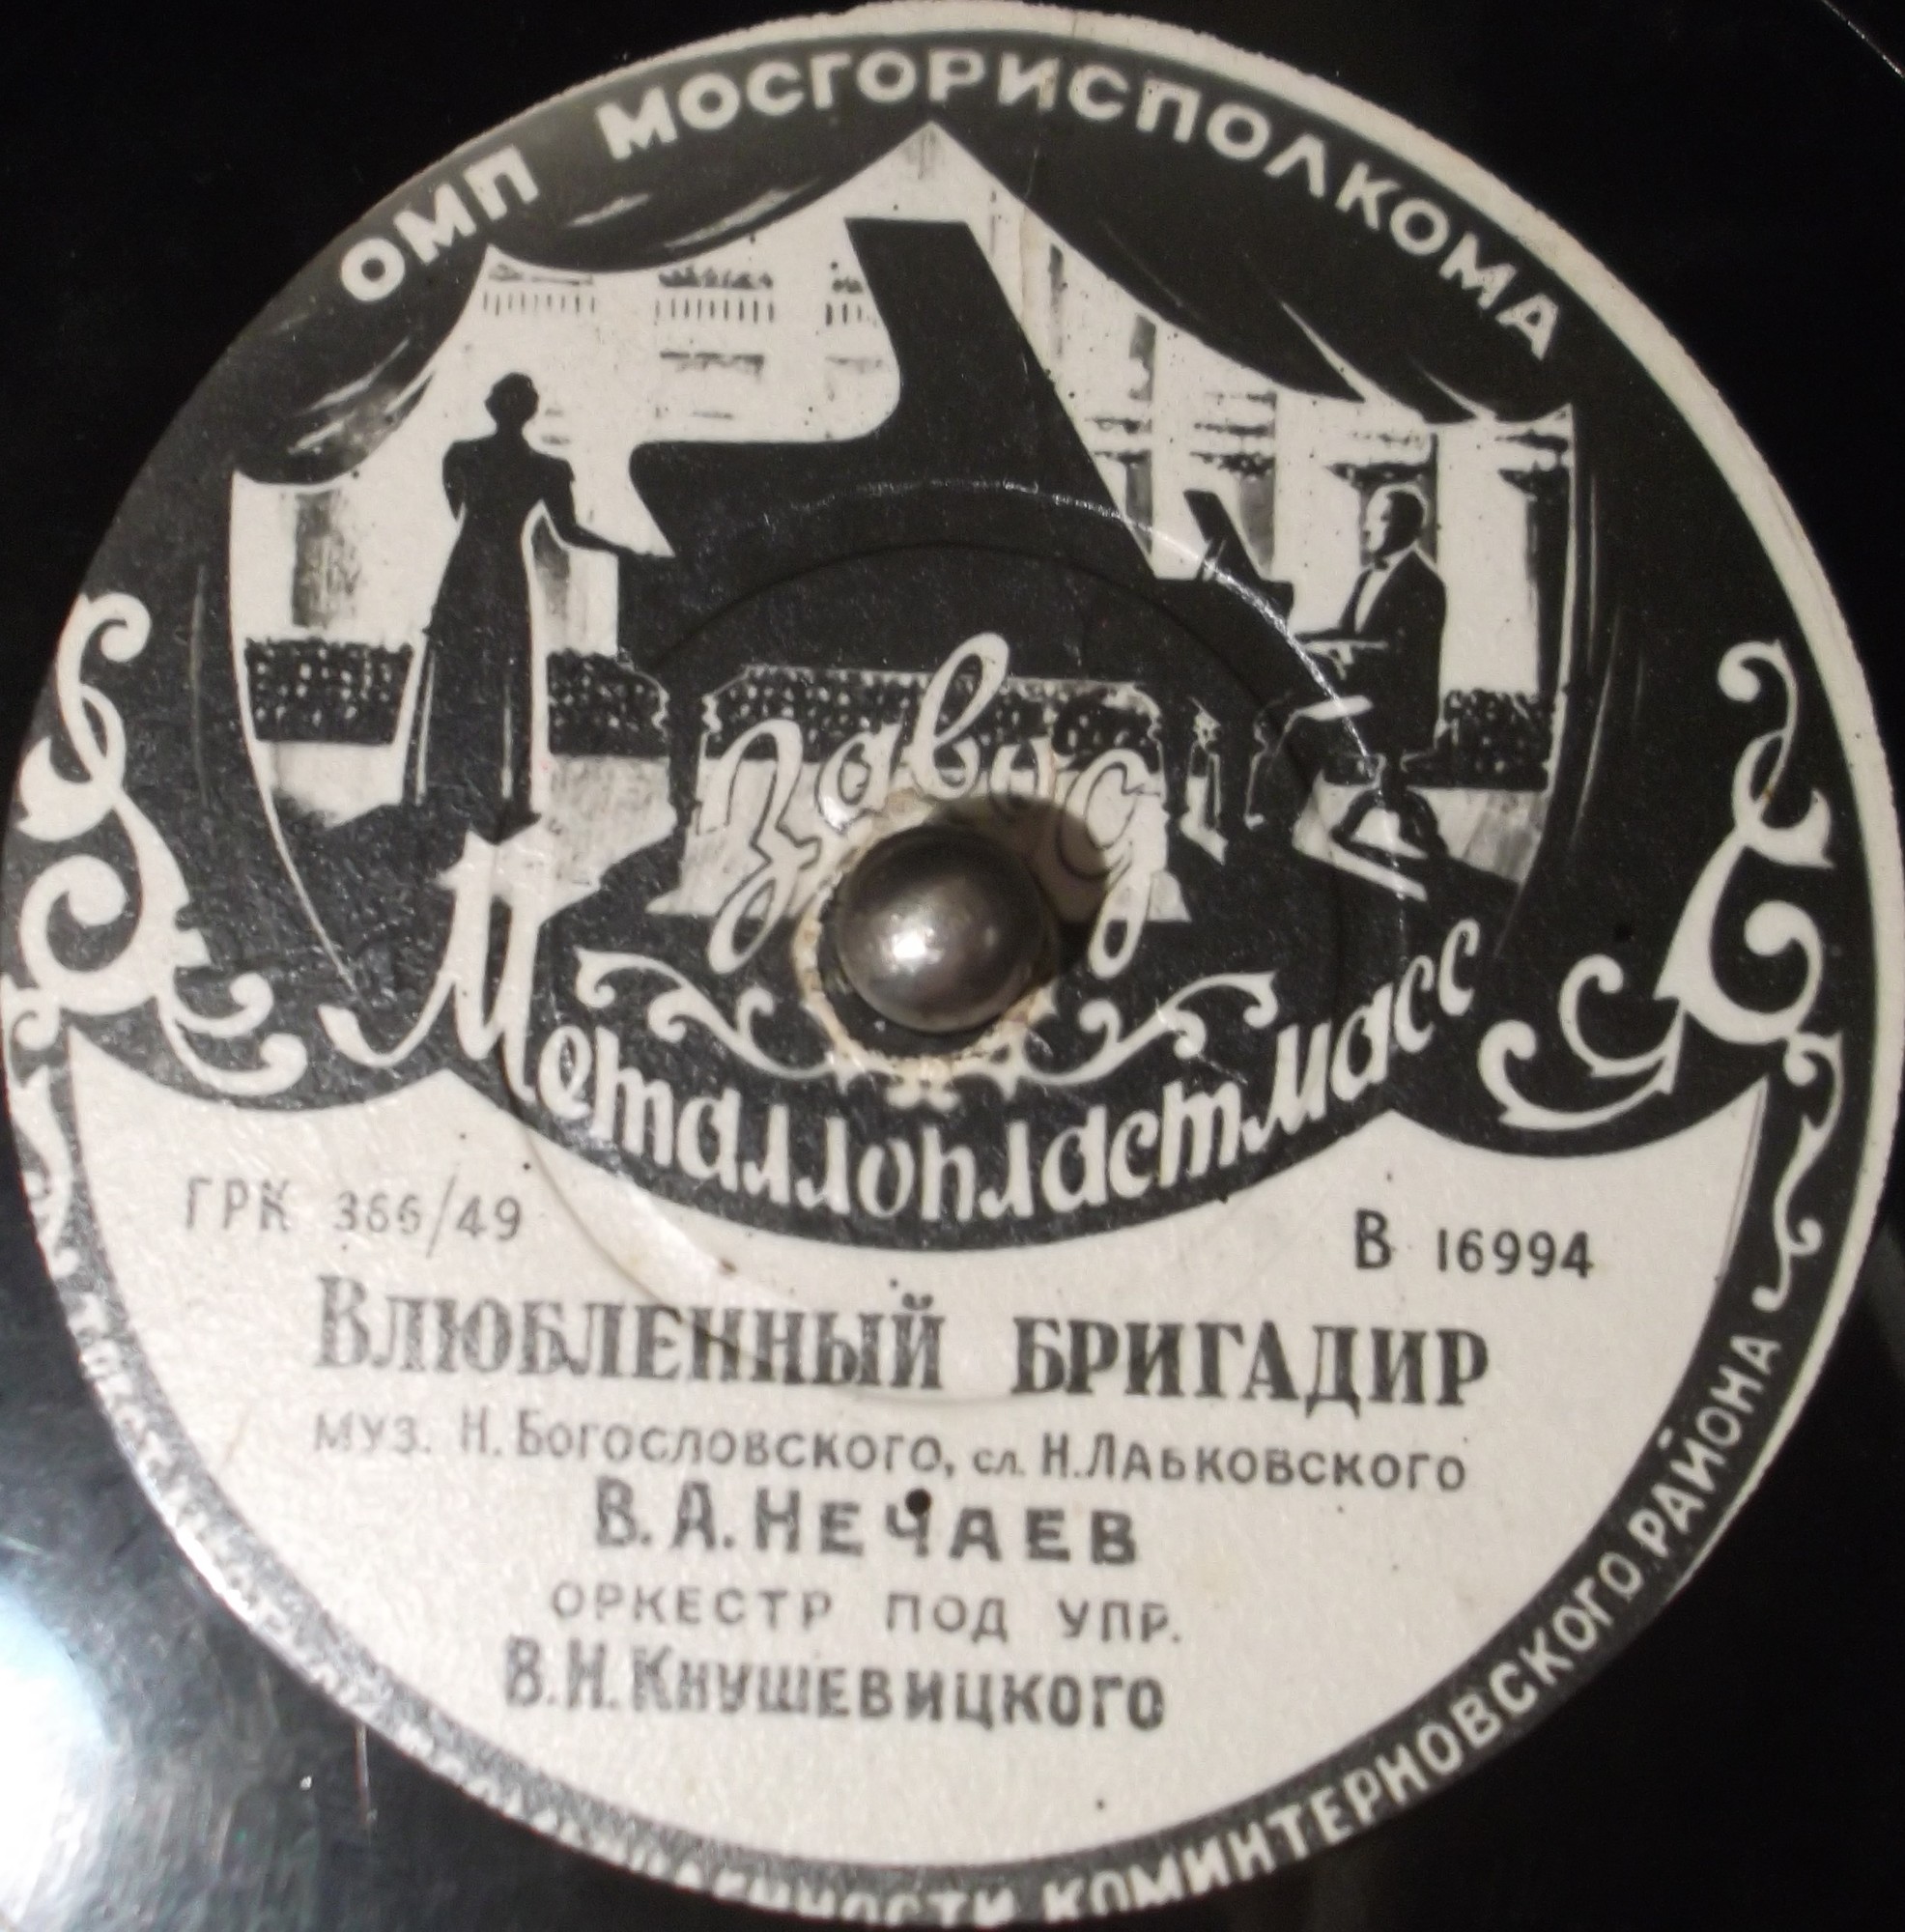 ОМП МОСГОРИСПОЛКОМА
Завод
Металлопластмасс
ГРК 366/49
В 16994
ВЛЮБЛЕННЫЙ БРИГАДИР
МУЗ. Н. БОГОСЛОВСКОГО, сл. Н. ЛАЬКОВСКОГО
В. А. НЕЧАЕВ
ОРКЕСТР ПОД УПР.
В. Н. КНУШЕВИЦКОГО
КОМИНТЕРНОВСКОГО РАЙОНА